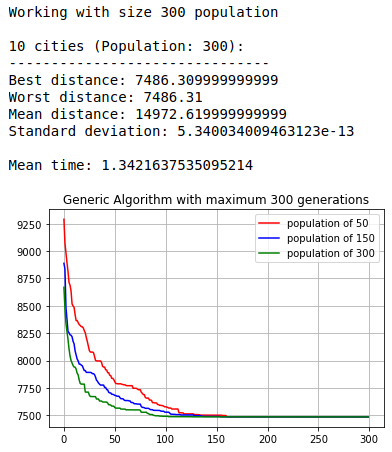 Working with size 300 population
10 cities (Population: 300):
-------------------------------
Best distance: 7486.309999999999
Worst distance: 7486.31
Mean distance: 14972.619999999999
Standard deviation: 5.340034009463123e-13
Mean time: 1.3421637535095214
Generic Algorithm with maximum 300 generations
population of 50
population of 150
population of 300
9250
9000
8750
8500
8250
8000
7750
7500
0 50 100 150 200 250 300